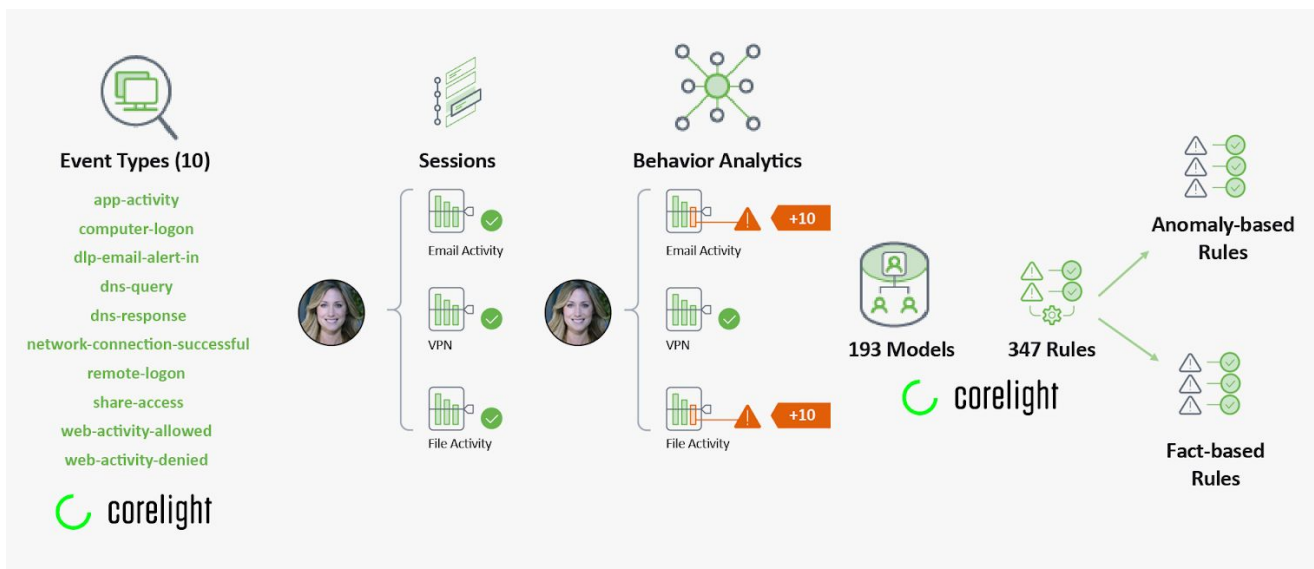 Event Types (10)
app-activity
computer-logon
dlp-email-alert-in
dns-query
dns-response
network-connection-successful
remote-logon
share-access
web-activity-allowed
web-activity-denied
corelight
Sessions
Email Activity
VPN
File Activity
Behavior Analytics
+10
Email Activity
VPN
+10
File Activity
193 Models
347 Rules
corelight
Anomaly-based
Rules
Fact-based
Rules